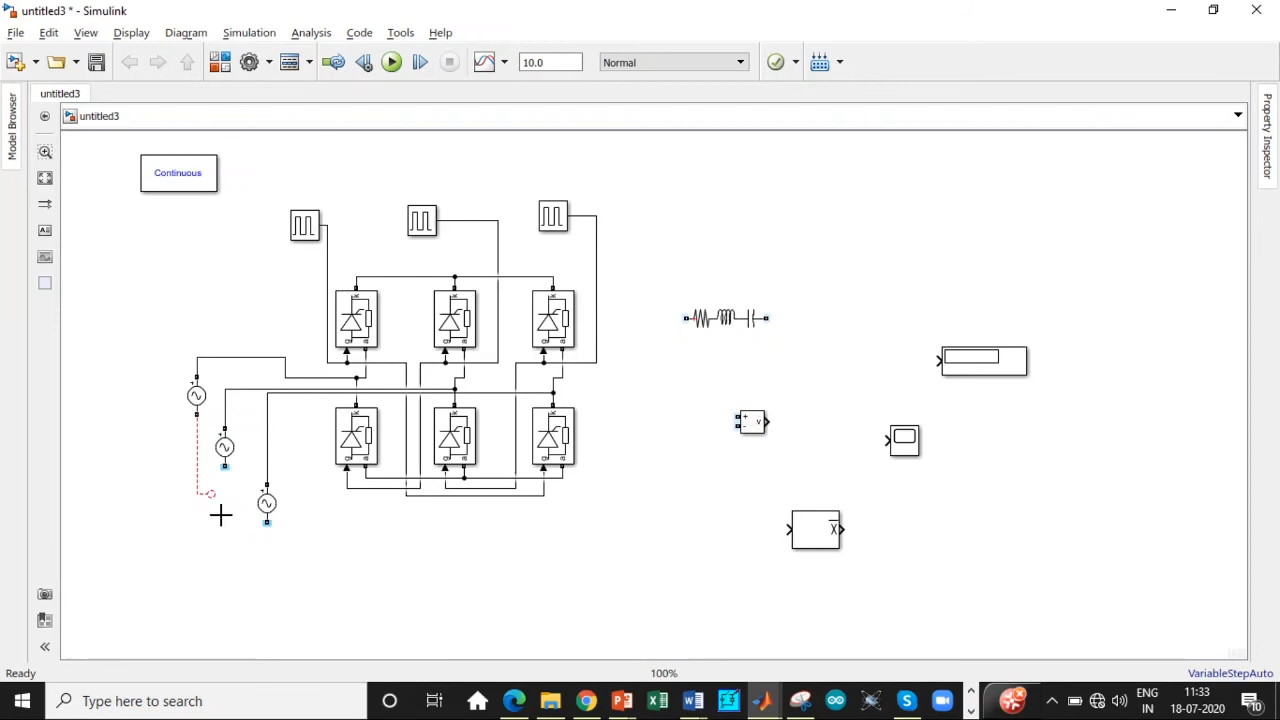 untitled3 * - Simulink
File Edit View Display Diagram Simulation Analysis Code Tools Help
10.0 Normal
untitled3
untitled3
Model Browser
Property Inspector
Continuous
k k k
g a g a g a
k k k
g a g a g a
+ + +
+
- v
X
Ready 100% VariableStepAuto
Type here to search
ENG 11:33
IN 18-07-2020
10